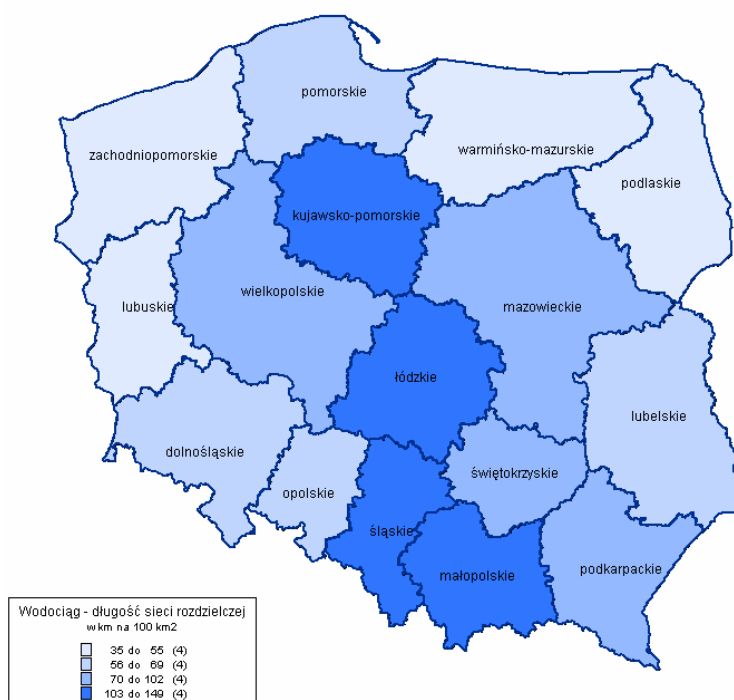 pomorskie
zachodniopomorskie
warmińsko-mazurskie
podlaskie
kujawsko-pomorskie
wielkopolskie
lubuskie
mazowieckie
łódzkie
lubelskie
dolnośląskie
świętokrzyskie
opolskie
śląskie
małopolskie
podkarpackie
Wodociąg - długość sieci rozdzielczej
w km na 100 km2
35 do 55 (4)
56 do 69 (4)
70 do 102 (4)
103 do 149 (4)